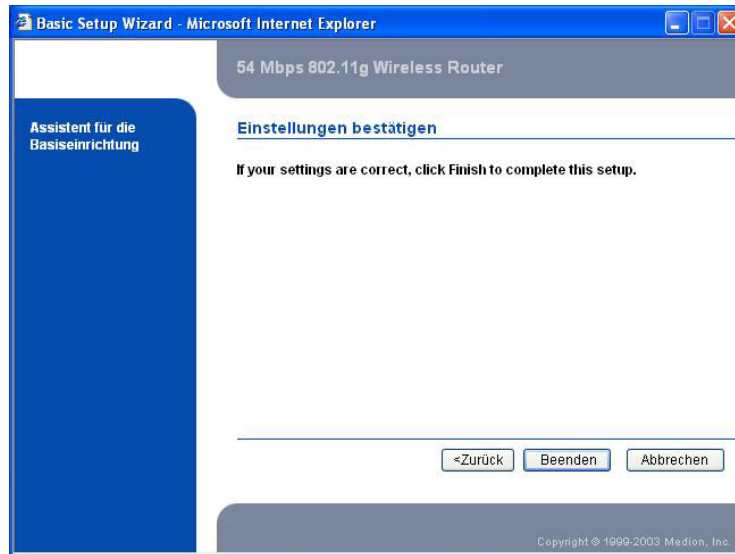 Basic Setup Wizard - Microsoft Internet Explorer
54 Mbps 802.11g Wireless Router
Assistent für die
Basiseinrichtung
Einstellungen bestätigen
If your settings are correct, click Finish to complete this setup.
<Zurück Beenden Abbrechen
Copyright © 1999-2003 Medion, Inc.